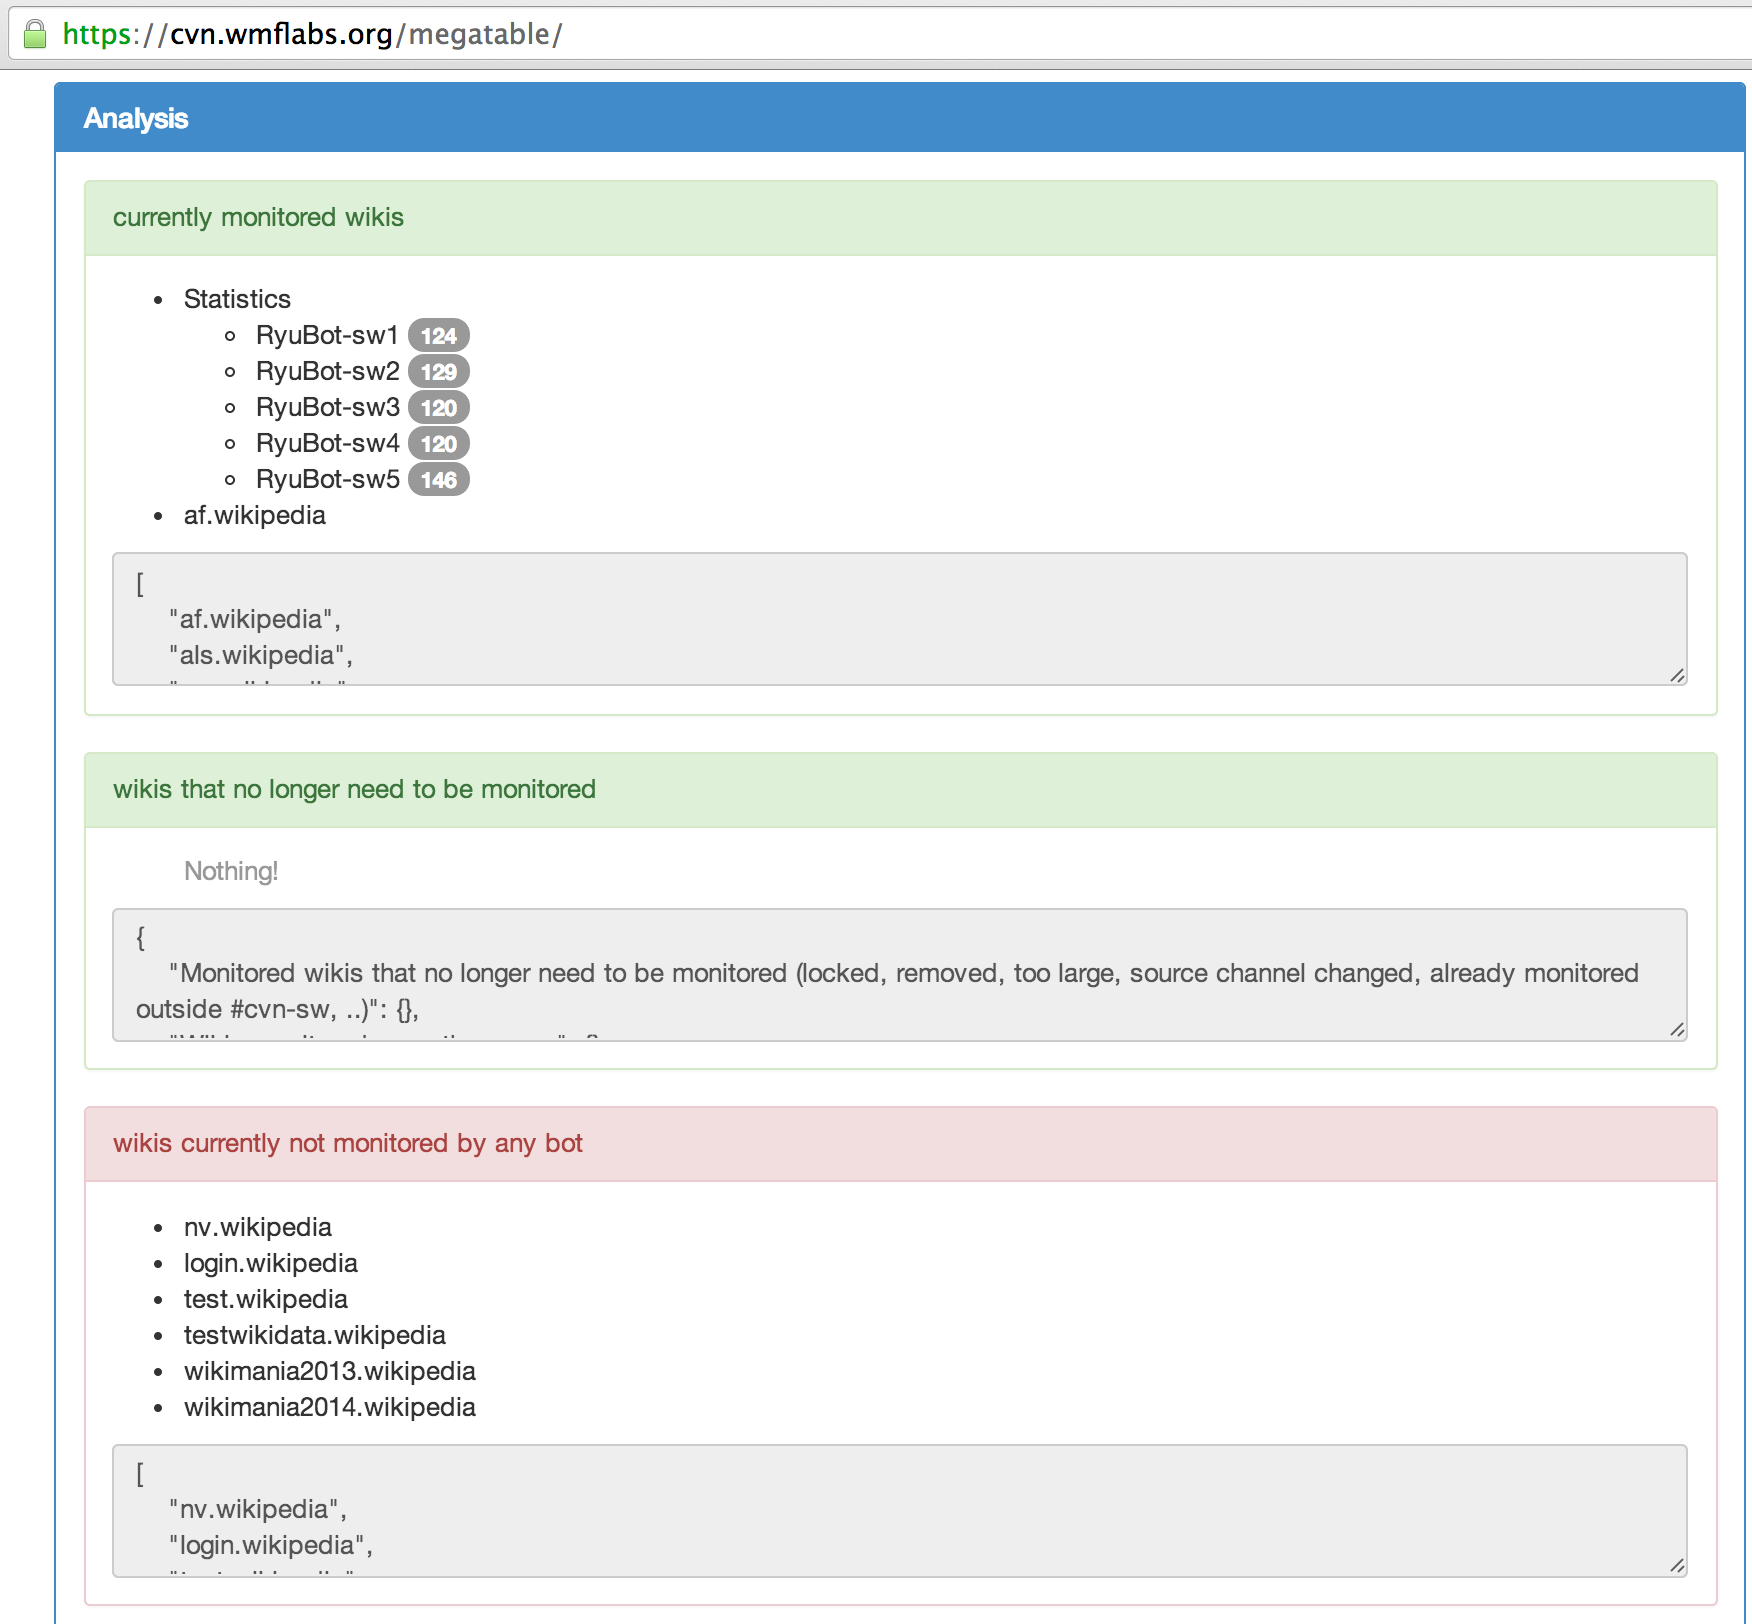 https://cvn.wmflabs.org/megatable/
Analysis
currently monitored wikis
Statistics
RyuBot-sw1 124
RyuBot-sw2 129
RyuBot-sw3 120
RyuBot-sw4 120
RyuBot-sw5 146
af.wikipedia
[
"af.wikipedia",
"als.wikipedia",
wikis that no longer need to be monitored
Nothing!
{
"Monitored wikis that no longer need to be monitored (locked, removed, too large, source channel changed, already monitored
outside #cvn-sw, ..)": {},
wikis currently not monitored by any bot
nv.wikipedia
login.wikipedia
test.wikipedia
testwikidata.wikipedia
wikimania2013.wikipedia
wikimania2014.wikipedia
[
"nv.wikipedia",
"login.wikipedia",